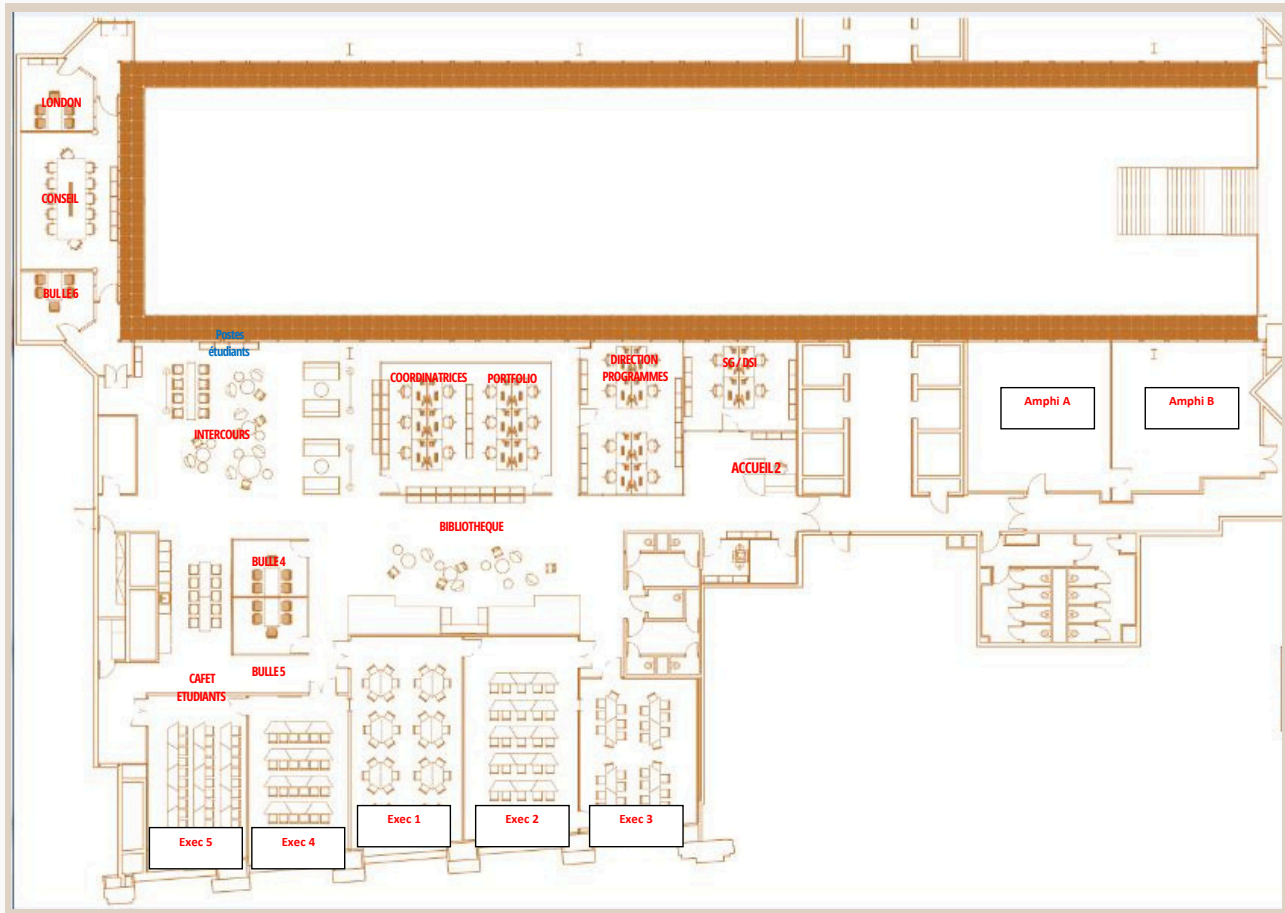 LONDON
CONSEIL
BULLE6
Postes
étudiants
COORDINATRICES
PORTFOLIO
DIRECTION
PROGRAMMES
SG / DSI
Amphi A
Amphi B
INTERCOURS
ACCUEIL 2
BIBLIOTHEQUE
BULLE 4
BULLE 5
CAFET
ETUDIANTS
Exec 5
Exec 4
Exec 1
Exec 2
Exec 3